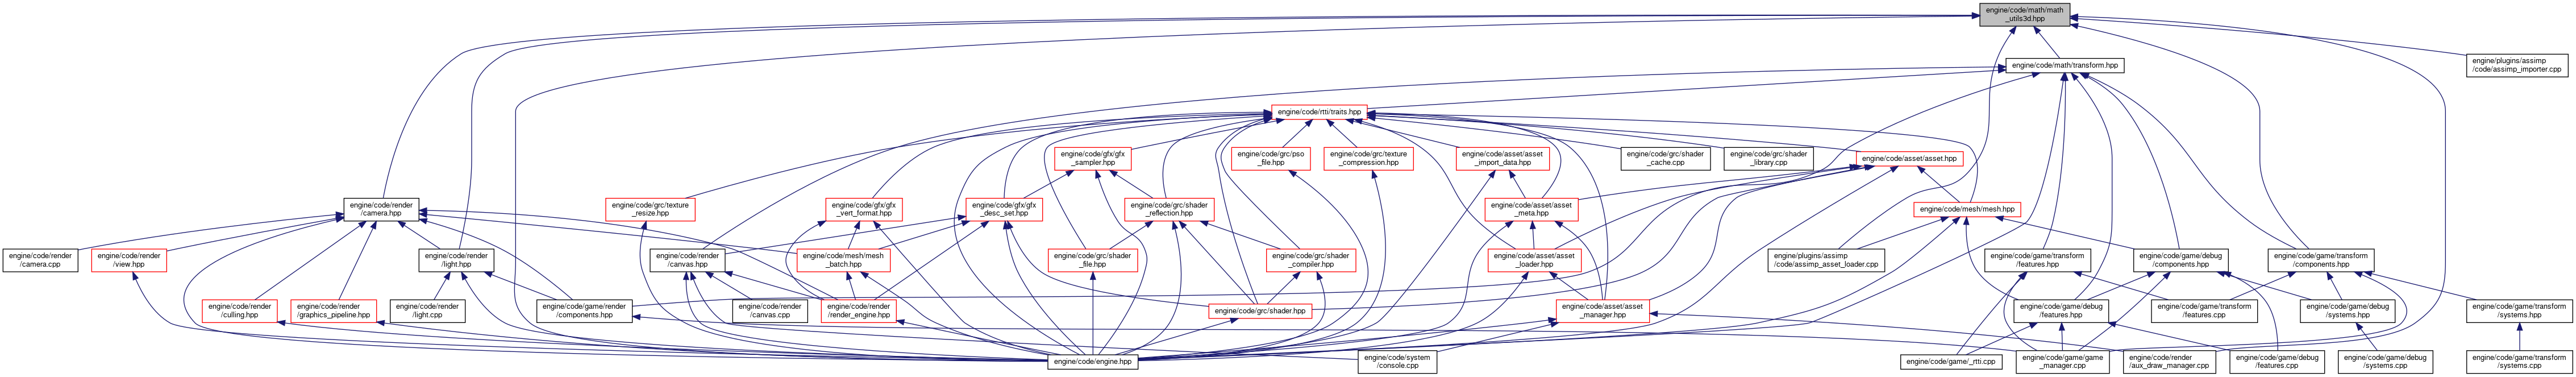 engine/code/math/math
_utils3d.hpp
engine/plugins/assimp
/code/assimp_importer.cpp
engine/code/math/transform.hpp
engine/code/rtti/traits.hpp
engine/code/gfx/gfx
_sampler.hpp
engine/code/grc/pso
_file.hpp
engine/code/grc/texture
_compression.hpp
engine/code/asset/asset
_import_data.hpp
engine/code/grc/shader
_cache.cpp
engine/code/grc/shader
_library.cpp
engine/code/asset/asset.hpp
engine/code/render
/camera.hpp
engine/code/grc/texture
_resize.hpp
engine/code/gfx/gfx
_vert_format.hpp
engine/code/gfx/gfx
_desc_set.hpp
engine/code/grc/shader
_reflection.hpp
engine/code/asset/asset
_meta.hpp
engine/code/mesh/mesh.hpp
engine/code/render
/camera.cpp
engine/code/render
/view.hpp
engine/code/render
/light.hpp
engine/code/render
/canvas.hpp
engine/code/mesh/mesh
_batch.hpp
engine/code/grc/shader
_file.hpp
engine/code/grc/shader
_compiler.hpp
engine/code/asset/asset
_loader.hpp
engine/plugins/assimp
/code/assimp_asset_loader.cpp
engine/code/game/transform
/features.hpp
engine/code/game/debug
/components.hpp
engine/code/game/transform
/components.hpp
engine/code/render
/culling.hpp
engine/code/render
/graphics_pipeline.hpp
engine/code/render
/light.cpp
engine/code/game/render
/components.hpp
engine/code/render
/canvas.cpp
engine/code/render
/render_engine.hpp
engine/code/grc/shader.hpp
engine/code/asset/asset
_manager.hpp
engine/code/game/debug
/features.hpp
engine/code/game/transform
/features.cpp
engine/code/game/debug
/systems.hpp
engine/code/game/transform
/systems.hpp
engine/code/engine.hpp
engine/code/system
/console.cpp
engine/code/game/_rtti.cpp
engine/code/game/game
_manager.cpp
engine/code/render
/aux_draw_manager.cpp
engine/code/game/debug
/features.cpp
engine/code/game/debug
/systems.cpp
engine/code/game/transform
/systems.cpp